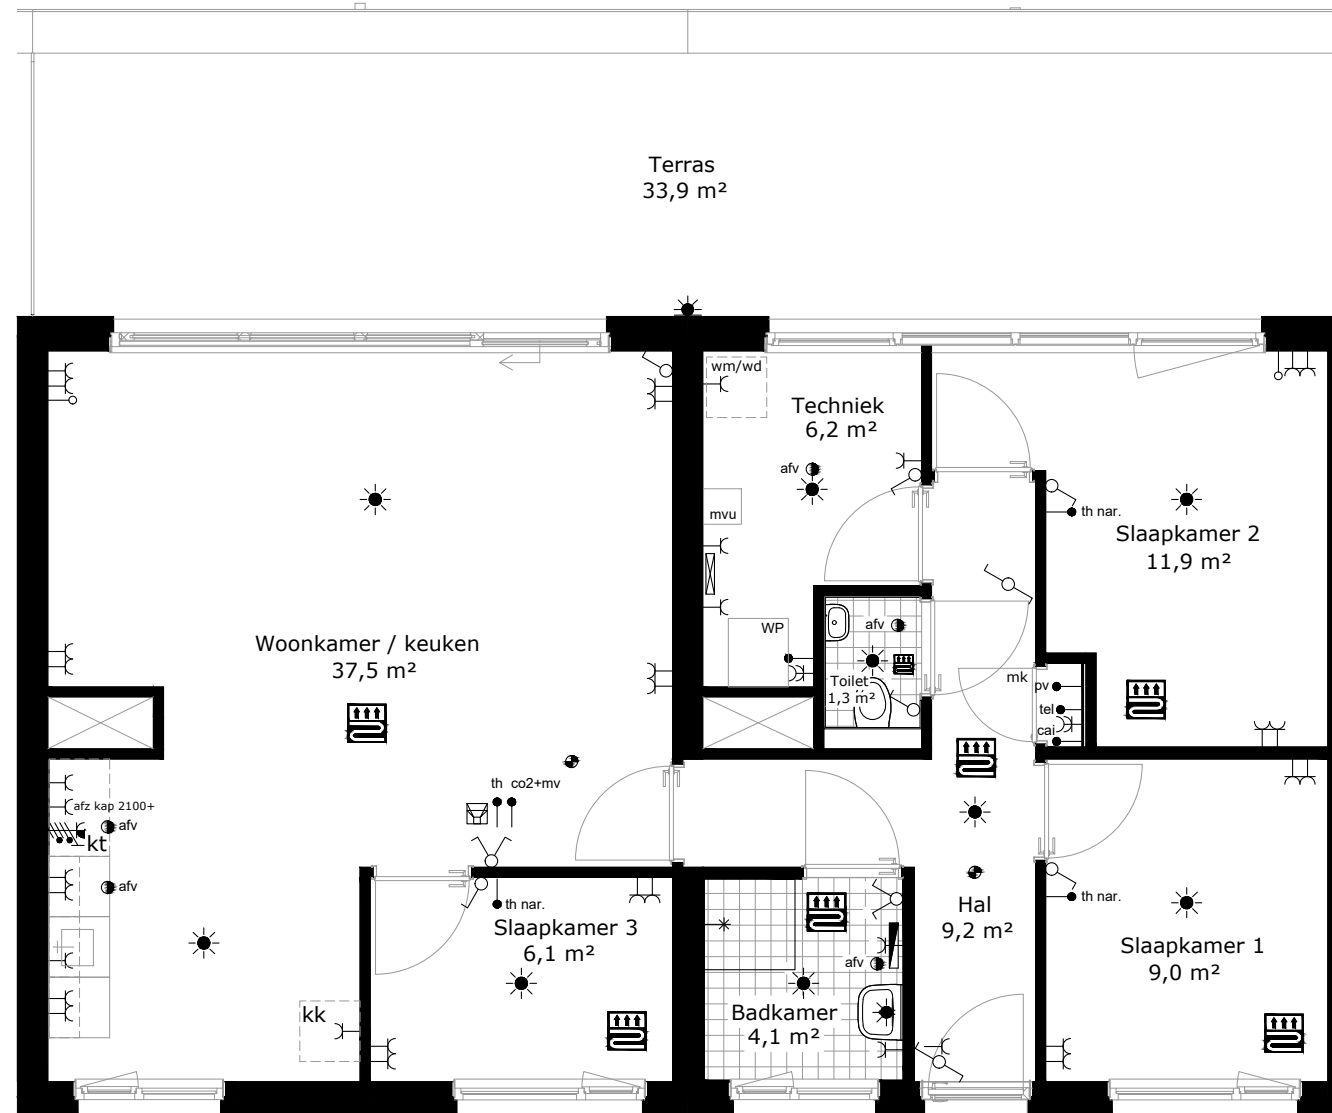 Terras
33,9 m²
wm/wd
Techniek
6,2 m²
afv
mvu
th nar.
Slaapkamer 2
11,9 m²
WP
afv
Woonkamer / keuken
37,5 m²
Toilet
1,3 m²
mk
pv
tel
cai
th co2+mv
afz kap 2100+
afv
kt
afv
th nar.
Slaapkamer 3
6,1 m²
Hal
9,2 m²
th nar.
Slaapkamer 1
9,0 m²
afv
Badkamer
4,1 m²
kk